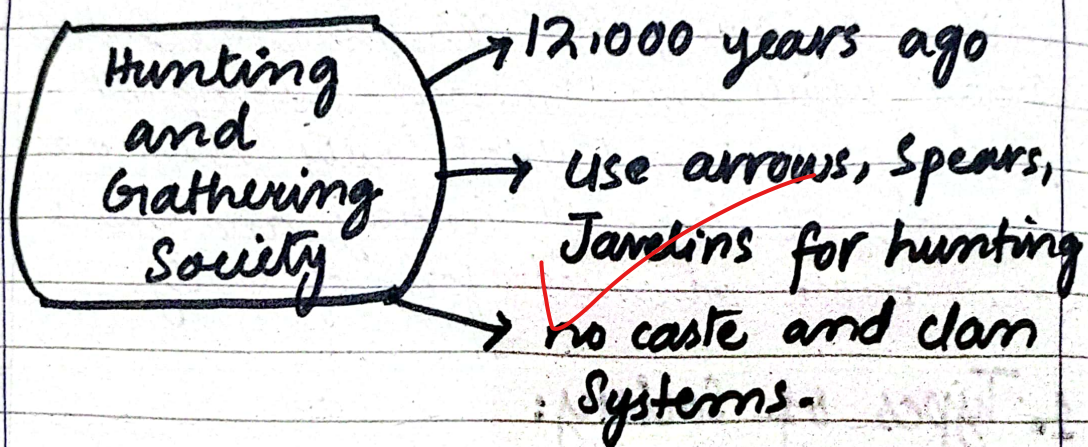 Hunting
and
Gathering
Society
12,000 years ago
Use arrows, Spears,
Javelins for hunting
no caste and clan
Systems.